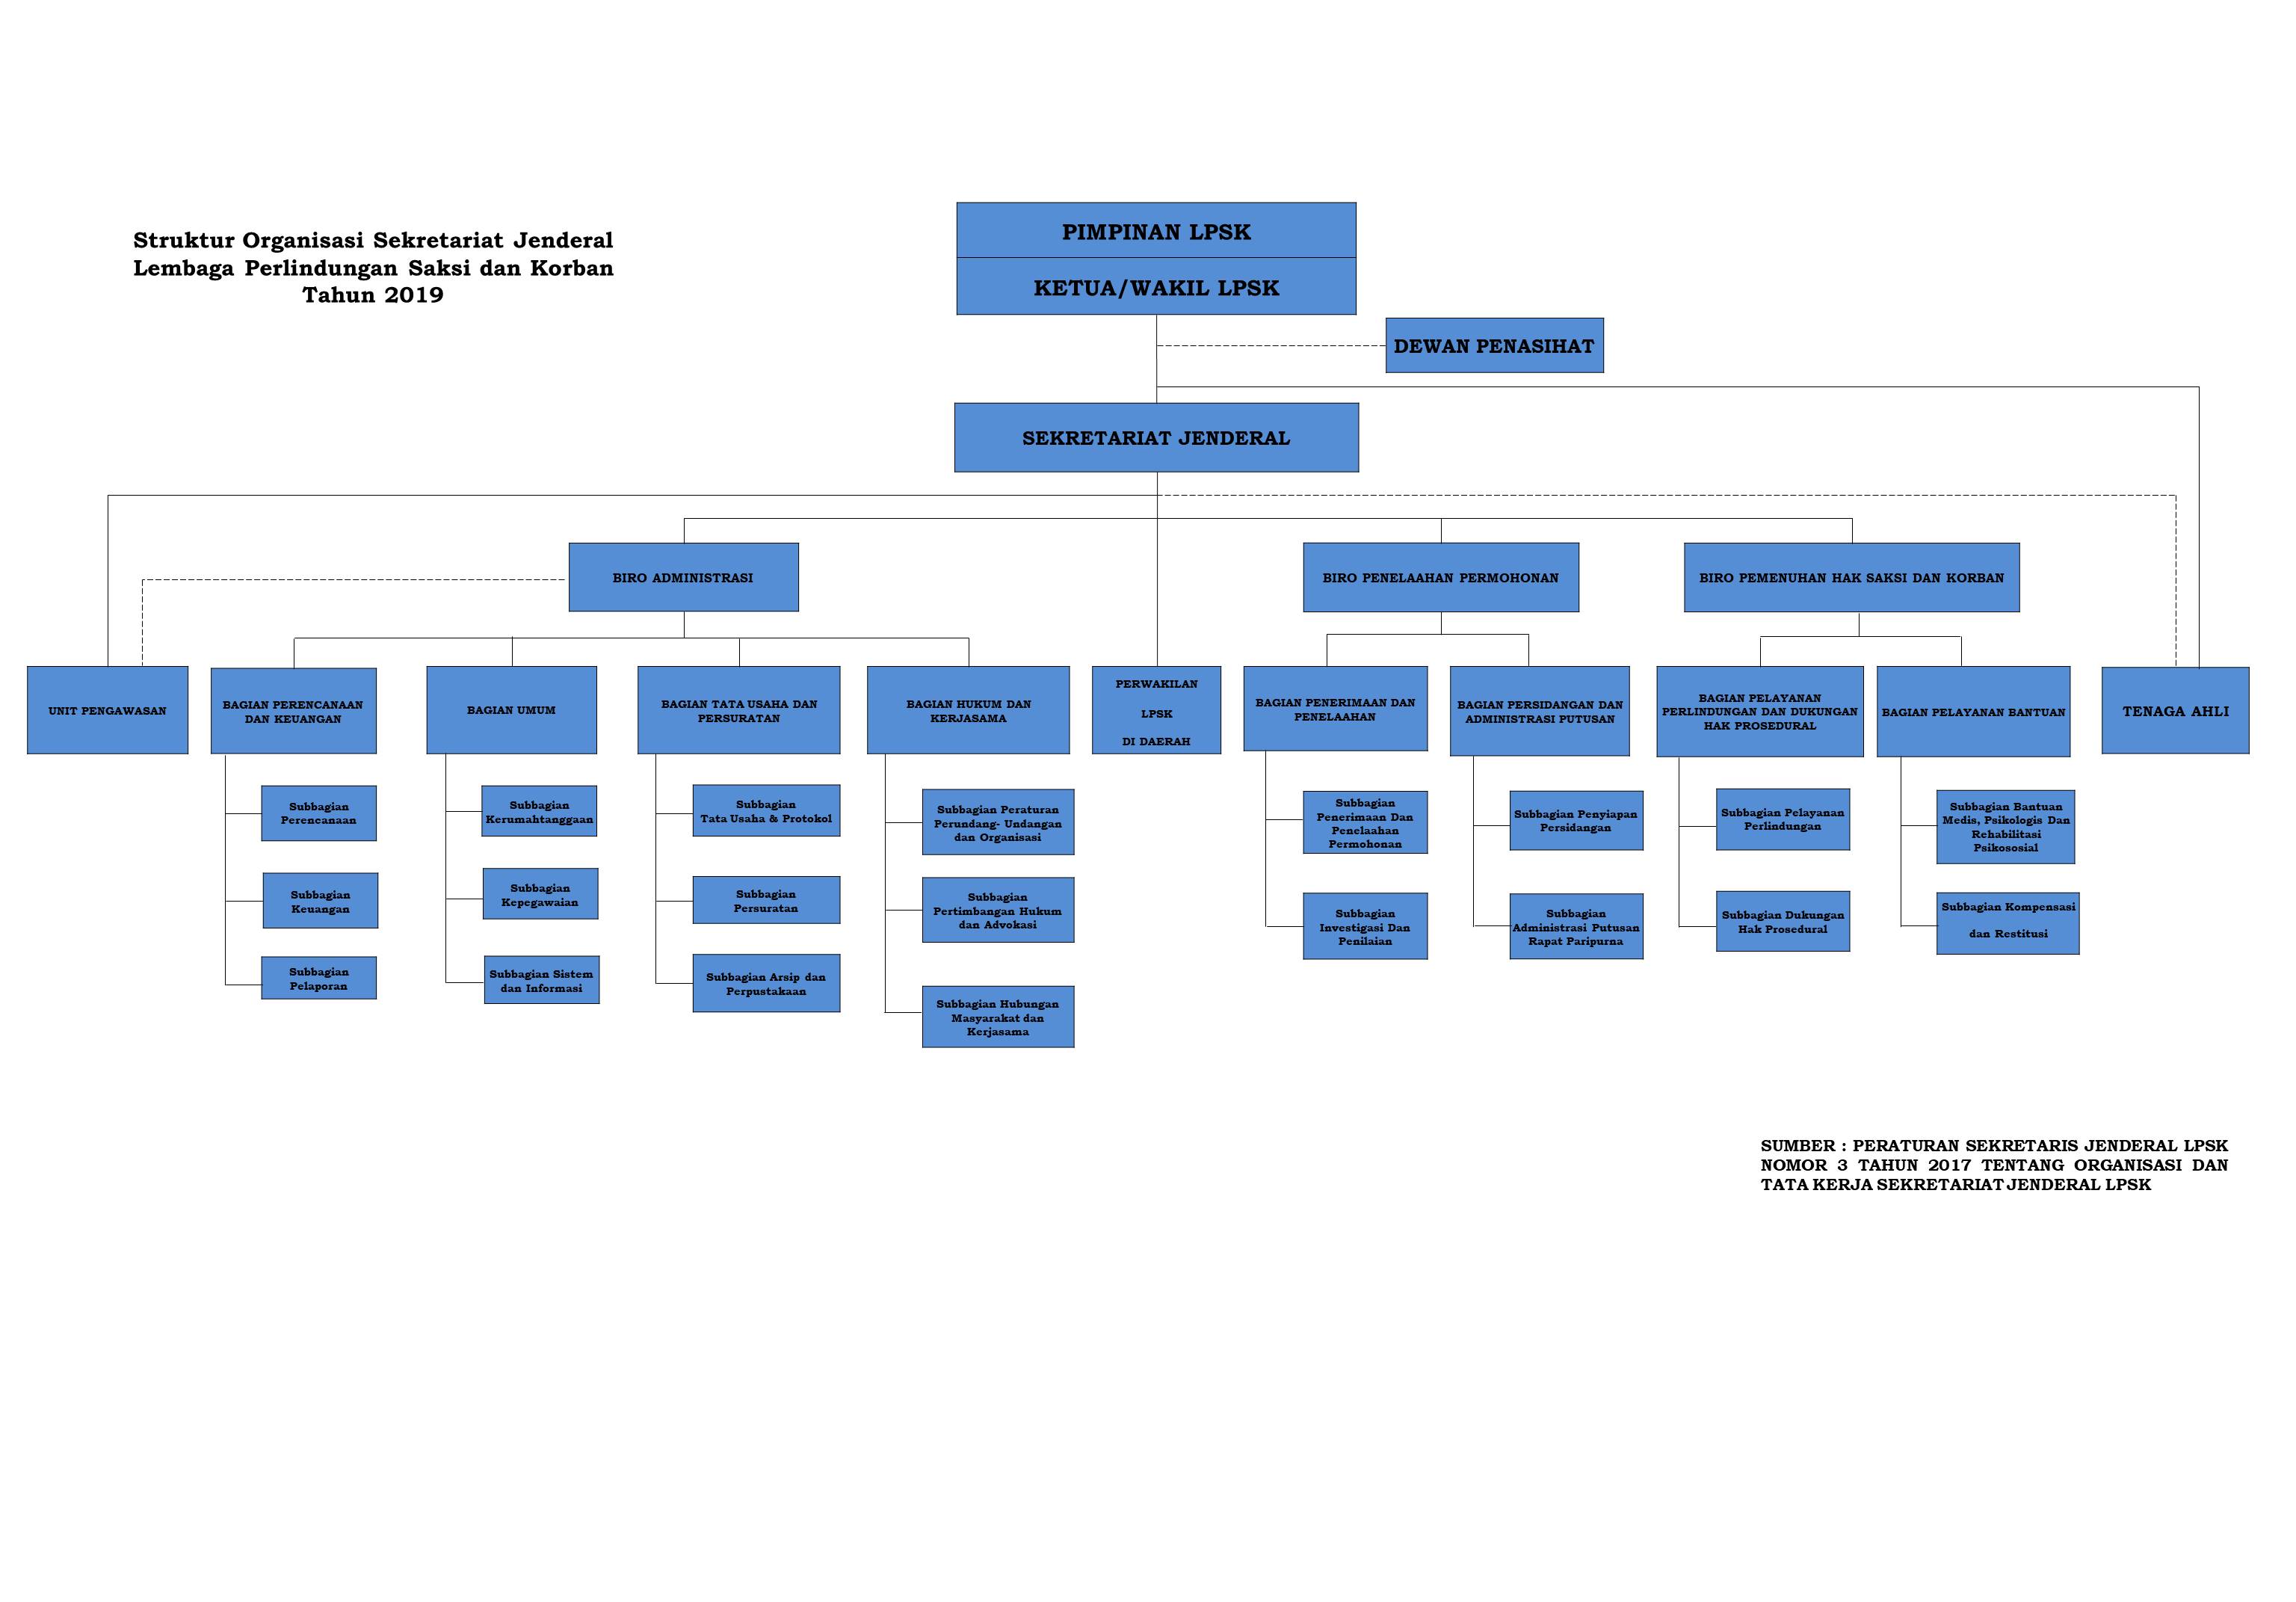 Struktur Organisasi Sekretariat Jenderal
Lembaga Perlindungan Saksi dan Korban
Tahun 2019
PIMPINAN LPSK
KETUA/WAKIL LPSK
DEWAN PENASIHAT
SEKRETARIAT JENDERAL
BIRO ADMINISTRASI
BIRO PENELAAHAN PERMOHONAN
BIRO PEMENUHAN HAK SAKSI DAN KORBAN
UNIT PENGAWASAN
BAGIAN PERENCANAAN
DAN KEUANGAN
BAGIAN UMUM
BAGIAN TATA USAHA DAN
PERSURATAN
BAGIAN HUKUM DAN
KERJASAMA
PERWAKILAN
LPSK
DI DAERAH
BAGIAN PENERIMAAN DAN
PENELAAHAN
BAGIAN PERSIDANGAN DAN
ADMINISTRASI PUTUSAN
BAGIAN PELAYANAN
PERLINDUNGAN DAN DUKUNGAN
HAK PROSEDURAL
BAGIAN PELAYANAN BANTUAN
TENAGA AHLI
Subbagian
Perencanaan
Subbagian
Keuangan
Subbagian
Pelaporan
Subbagian
Kerumahtanggaan
Subbagian
Kepegawaian
Subbagian Sistem
dan Informasi
Subbagian
Tata Usaha & Protokol
Subbagian
Persuratan
Subbagian Arsip dan
Perpustakaan
Subbagian Peraturan
Perundang- Undangan
dan Organisasi
Subbagian
Pertimbangan Hukum
dan Advokasi
Subbagian Hubungan
Masyarakat dan
Kerjasama
Subbagian
Penerimaan Dan
Penelaahan
Permohonan
Subbagian
Investigasi Dan
Penilaian
Subbagian Penyiapan
Persidangan
Subbagian
Administrasi Putusan
Rapat Paripurna
Subbagian Pelayanan
Perlindungan
Subbagian Dukungan
Hak Prosedural
Subbagian Bantuan
Medis, Psikologis Dan
Rehabilitasi
Psikososial
Subbagian Kompensasi
dan Restitusi
SUMBER : PERATURAN SEKRETARIS JENDERAL LPSK
NOMOR 3 TAHUN 2017 TENTANG ORGANISASI DAN
TATA KERJA SEKRETARIAT JENDERAL LPSK